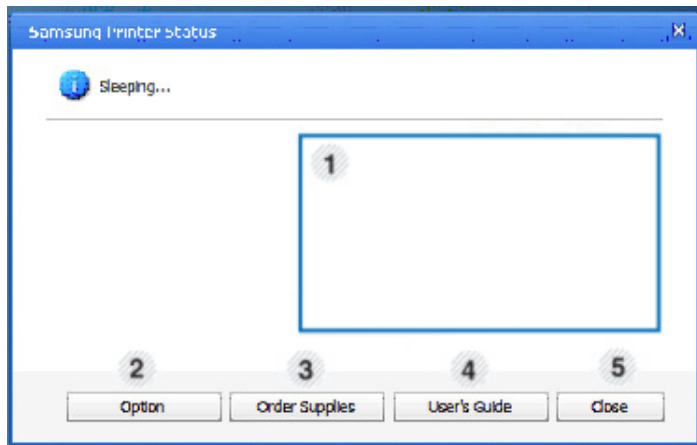 Samsung Printer Status
Sleeping...
1
2 3 4 5
Option Order Supplies User's Guide Close